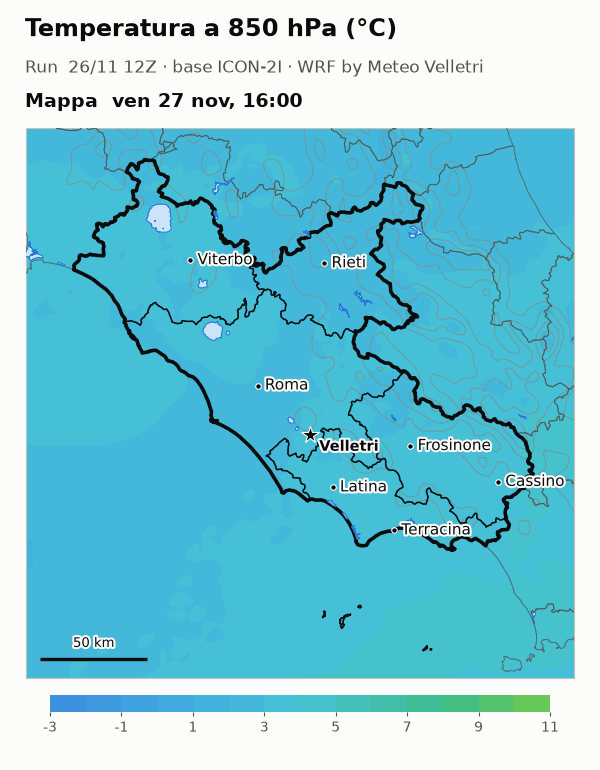 Temperatura a 850 hPa (°C)
Run  26/11 12Z · base ICON-2I · WRF by Meteo Velletri
Mappa  ven 27 nov, 16:00
Viterbo
Rieti
Roma
Velletri
Frosinone
Latina
Cassino
Terracina
50 km
-3 -1 1 3 5 7 9 11